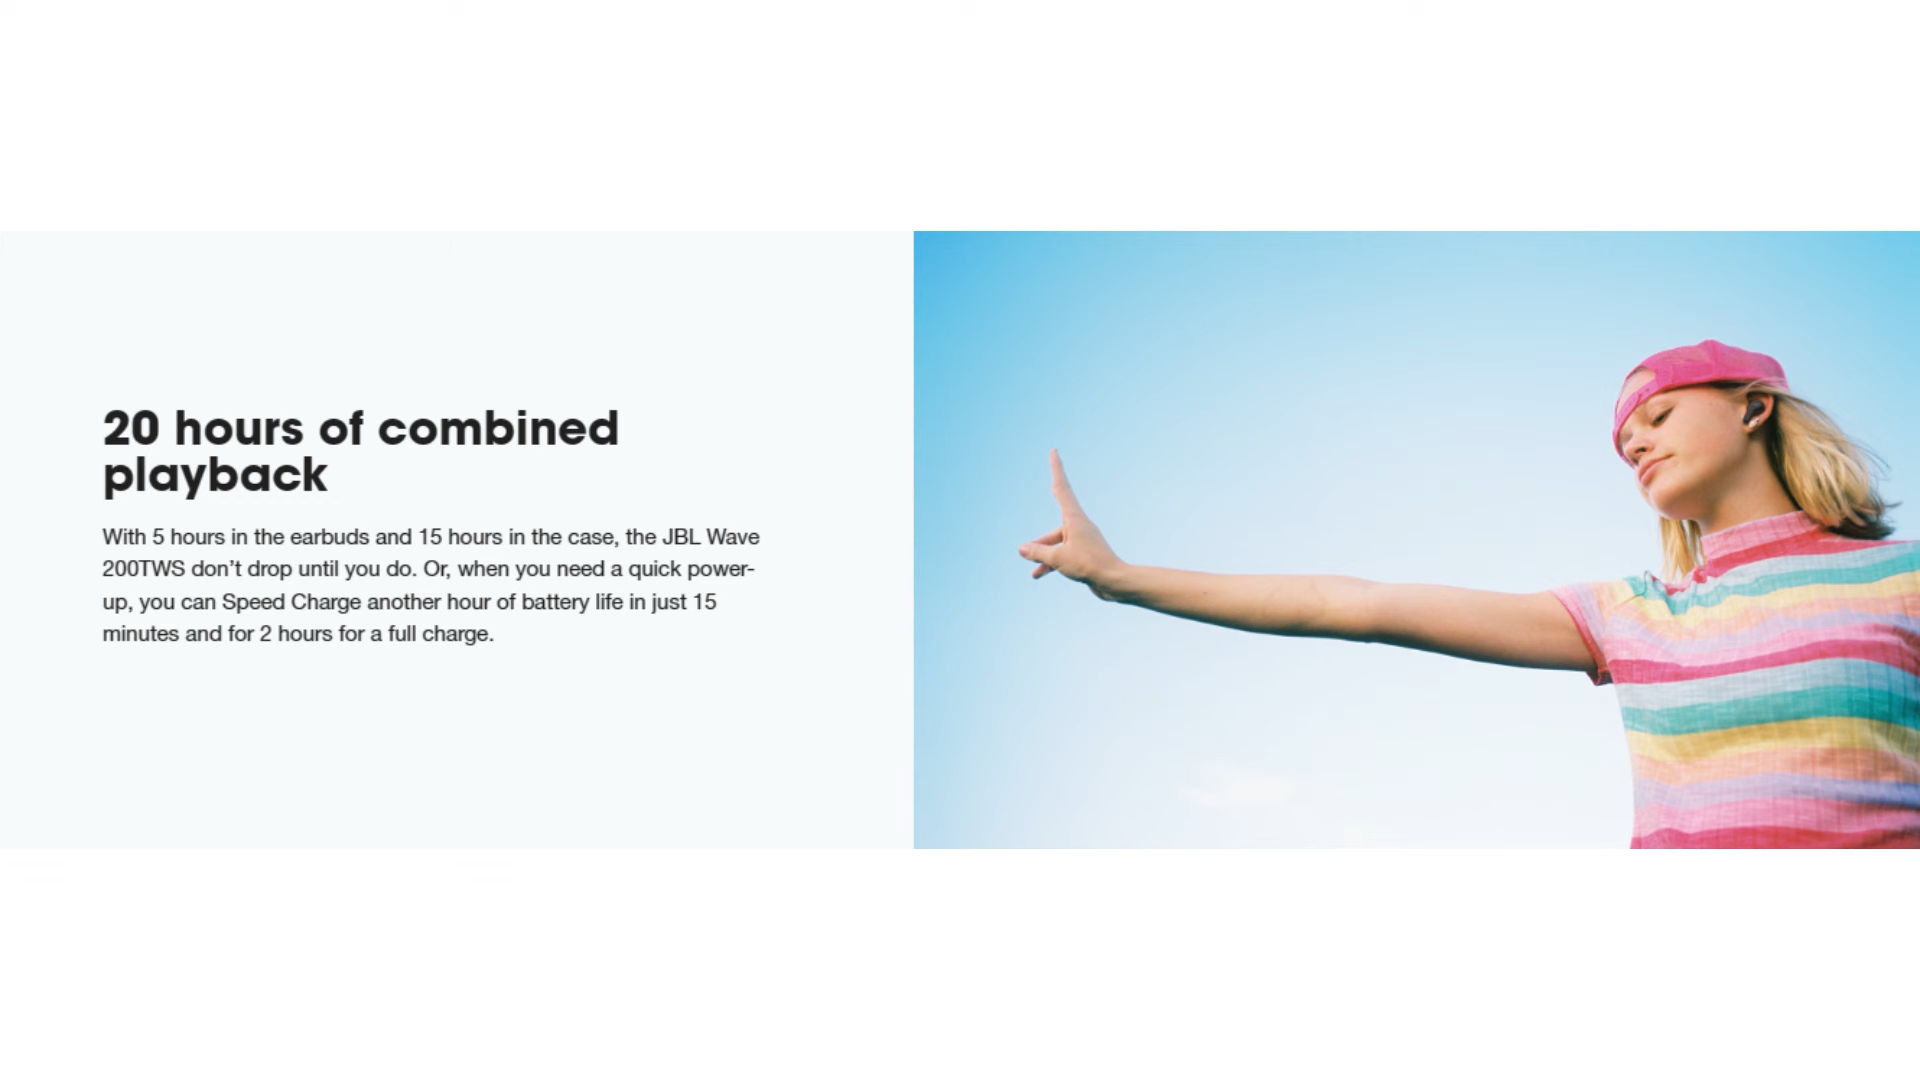 20 hours of combined
playback
With 5 hours in the earbuds and 15 hours in the case, the JBL Wave
200TWS don’t drop until you do. Or, when you need a quick power-
up, you can Speed Charge another hour of battery life in just 15
minutes and for 2 hours for a full charge.